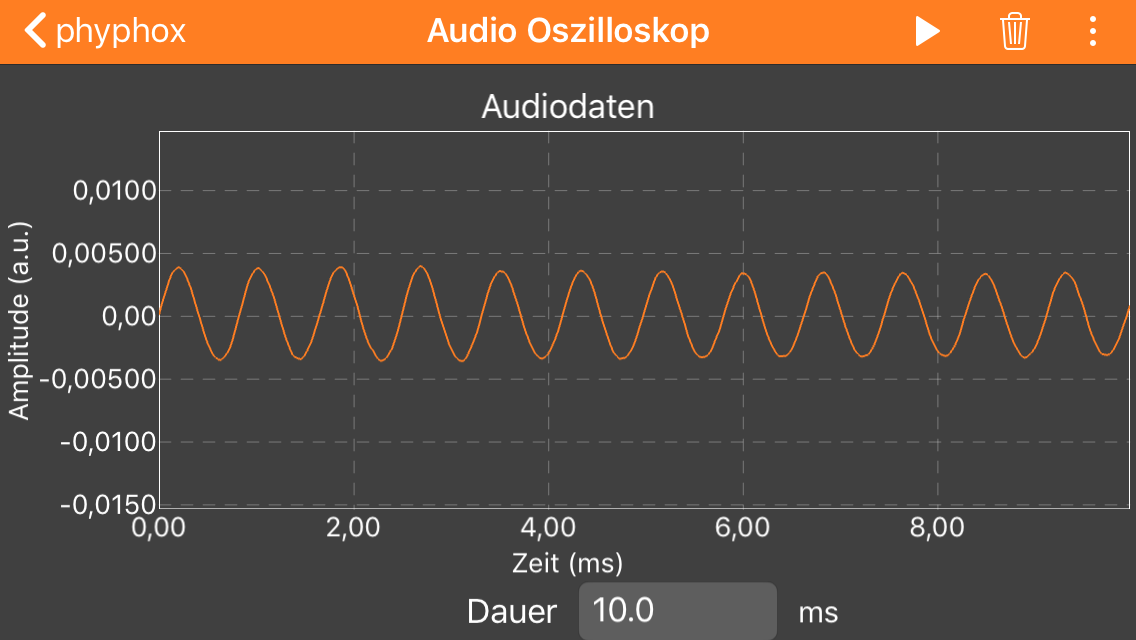 phyphox
Audio Oszilloskop
Audiodaten
Amplitude (a.u.)
0,0100
0,00500
0,00
-0,00500
-0,0100
-0,0150
0,00 2,00 4,00 6,00 8,00
Zeit (ms)
Dauer 10.0 ms